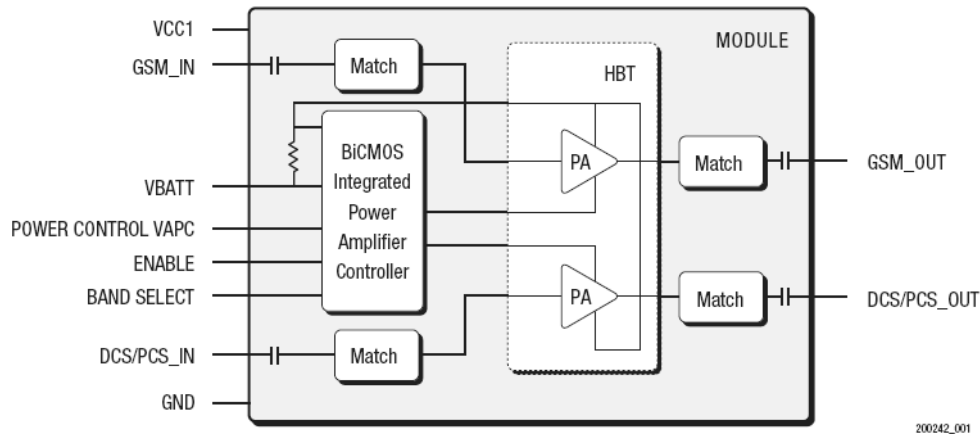 VCC1
GSM_IN
VBATT
POWER CONTROL VAPC
ENABLE
BAND SELECT
DCS/PCS_IN
GND
MODULE
Match
BiCMOS
Integrated
Power
Amplifier
Controller
Match
HBT
PA
PA
Match
Match
GSM_OUT
DCS/PCS_OUT
200242_001